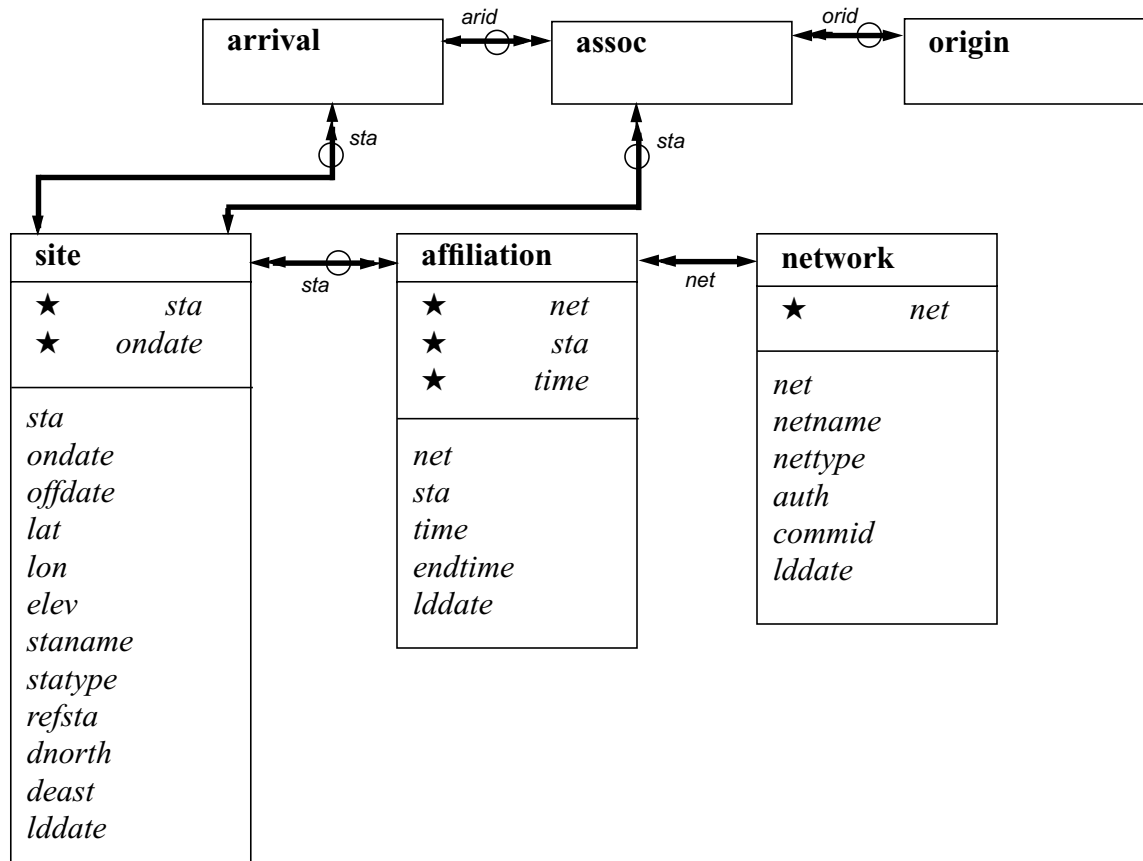 arid
orid
arrival
assoc
origin
sta
sta
site
affiliation
network
sta
net
★ sta
★ ondate
★ net
★ sta
★ time
★ net
sta
ondate
offdate
lat
lon
elev
staname
statype
refsta
dnorth
deast
lddate
net
sta
time
endtime
lddate
net
netname
nettype
auth
commid
lddate